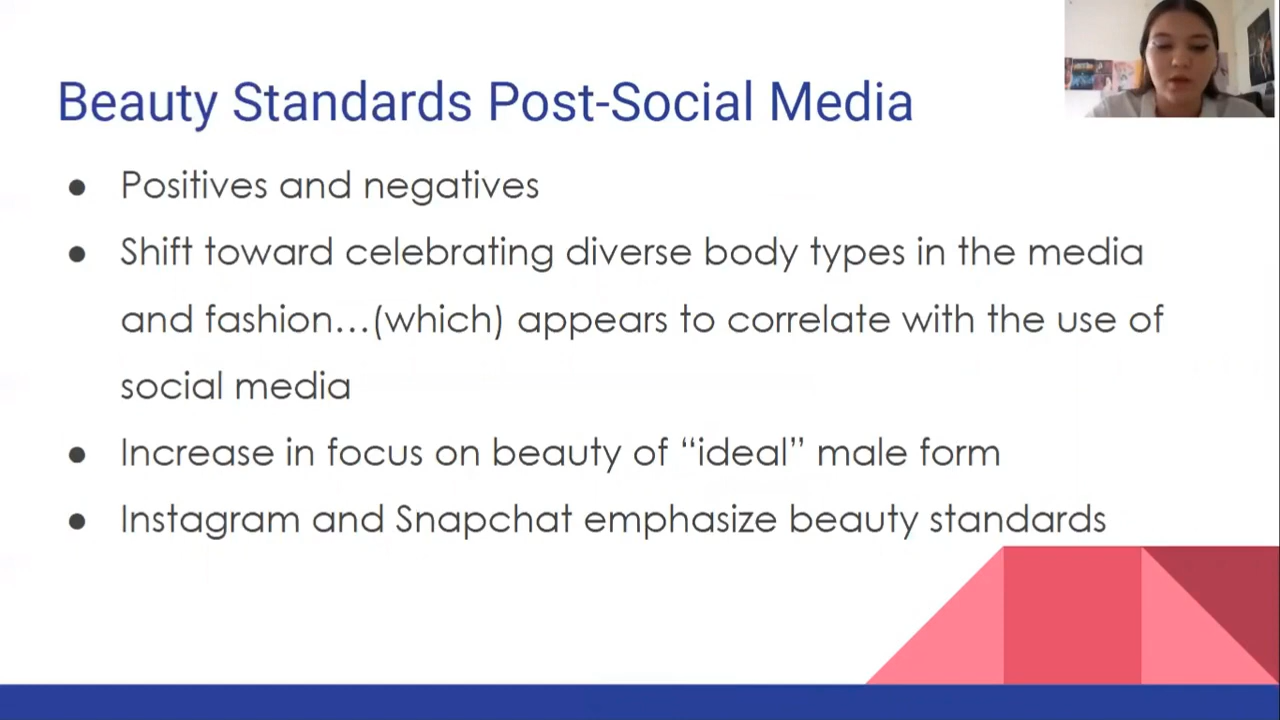 Beauty Standards Post-Social Media
● Positives and negatives
● Shift toward celebrating diverse body types in the media
and fashion…(which) appears to correlate with the use of
social media
● Increase in focus on beauty of “ideal” male form
● Instagram and Snapchat emphasize beauty standards